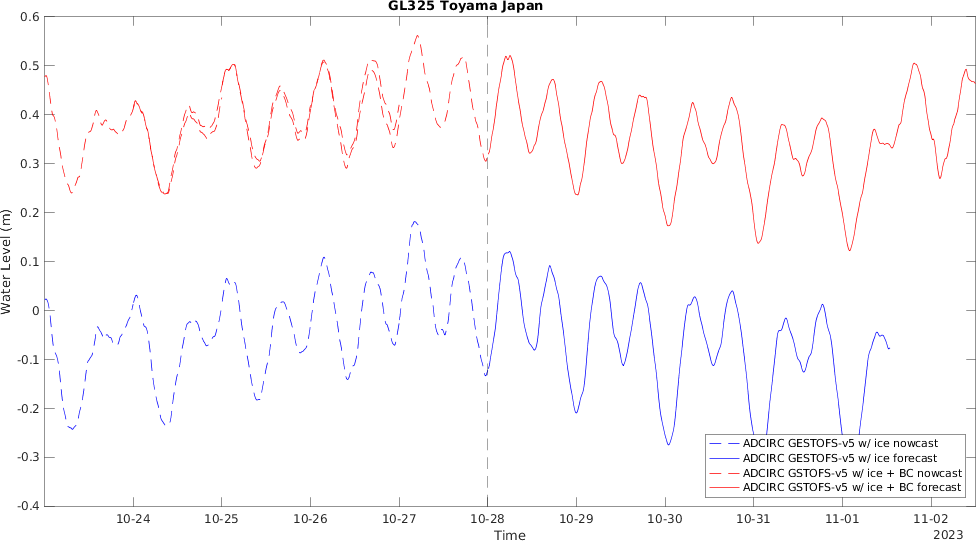 GL325 Toyama Japan
0.6
0.5
0.4
0.3
0.2
0.1
0
-0.1
-0.2
-0.3
-0.4
Water Level (m)
ADCIRC GESTOFS-v5 w/ ice nowcast
ADCIRC GESTOFS-v5 w/ ice forecast
ADCIRC GSTOFS-v5 w/ ice + BC nowcast
ADCIRC GSTOFS-v5 w/ ice + BC forecast
10-24 10-25 10-26 10-27 10-28 10-29 10-30 10-31 11-01 11-02
Time
2023